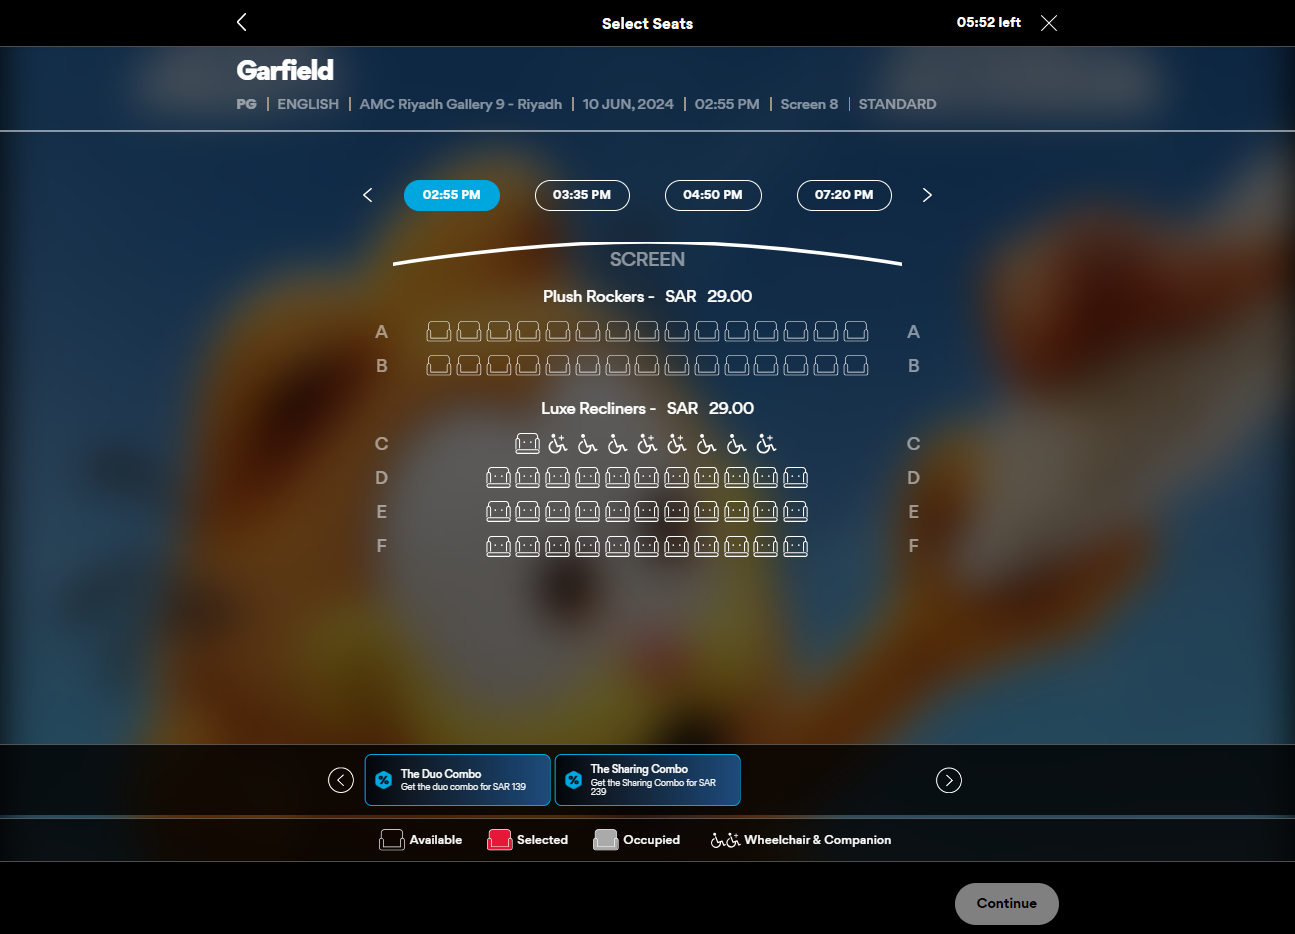 Select Seats
05:52 left
Garfield
PG | ENGLISH | AMC Riyadh Gallery 9 - Riyadh | 10 JUN, 2024 | 02:55 PM | Screen 8 | STANDARD
02:55 PM 03:35 PM 04:50 PM 07:20 PM
SCREEN
Plush Rockers - SAR 29.00
A A
B B
Luxe Recliners - SAR 29.00
C C
D D
E E
F F
The Duo Combo
Get the duo combo for SAR 139
The Sharing Combo
Get the Sharing Combo for SAR
239
Available Selected Occupied Wheelchair & Companion
Continue